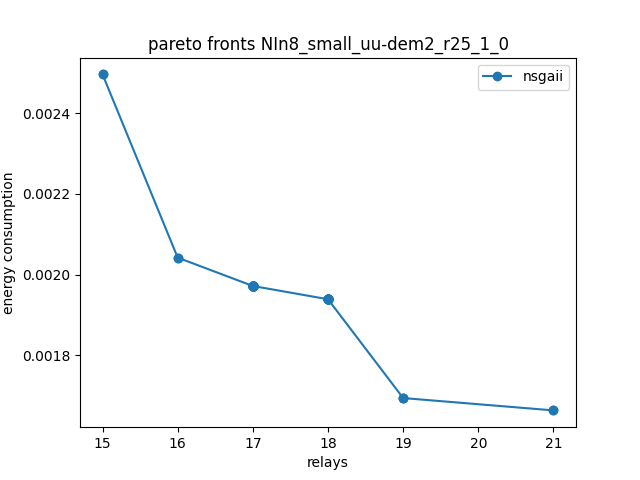 pareto fronts NIn8_small_uu-dem2_r25_1_0
nsgaii
0.0024
0.0022
0.0020
0.0018
energy consumption
15 16 17 18 19 20 21
relays